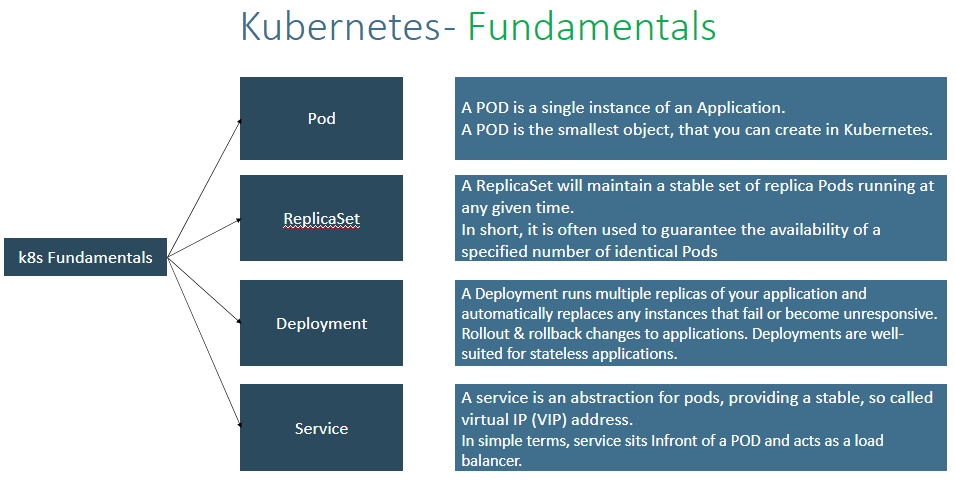 Kubernetes- Fundamentals
Pod
A POD is a single instance of an Application.
A POD is the smallest object, that you can create in Kubernetes.
ReplicaSet
A ReplicaSet will maintain a stable set of replica Pods running at
any given time.
In short, it is often used to guarantee the availability of a
specified number of identical Pods
k8s Fundamentals
Deployment
A Deployment runs multiple replicas of your application and
automatically replaces any instances that fail or become unresponsive.
Rollout & rollback changes to applications. Deployments are well-
suited for stateless applications.
Service
A service is an abstraction for pods, providing a stable, so called
virtual IP (VIP) address.
In simple terms, service sits Infront of a POD and acts as a load
balancer.